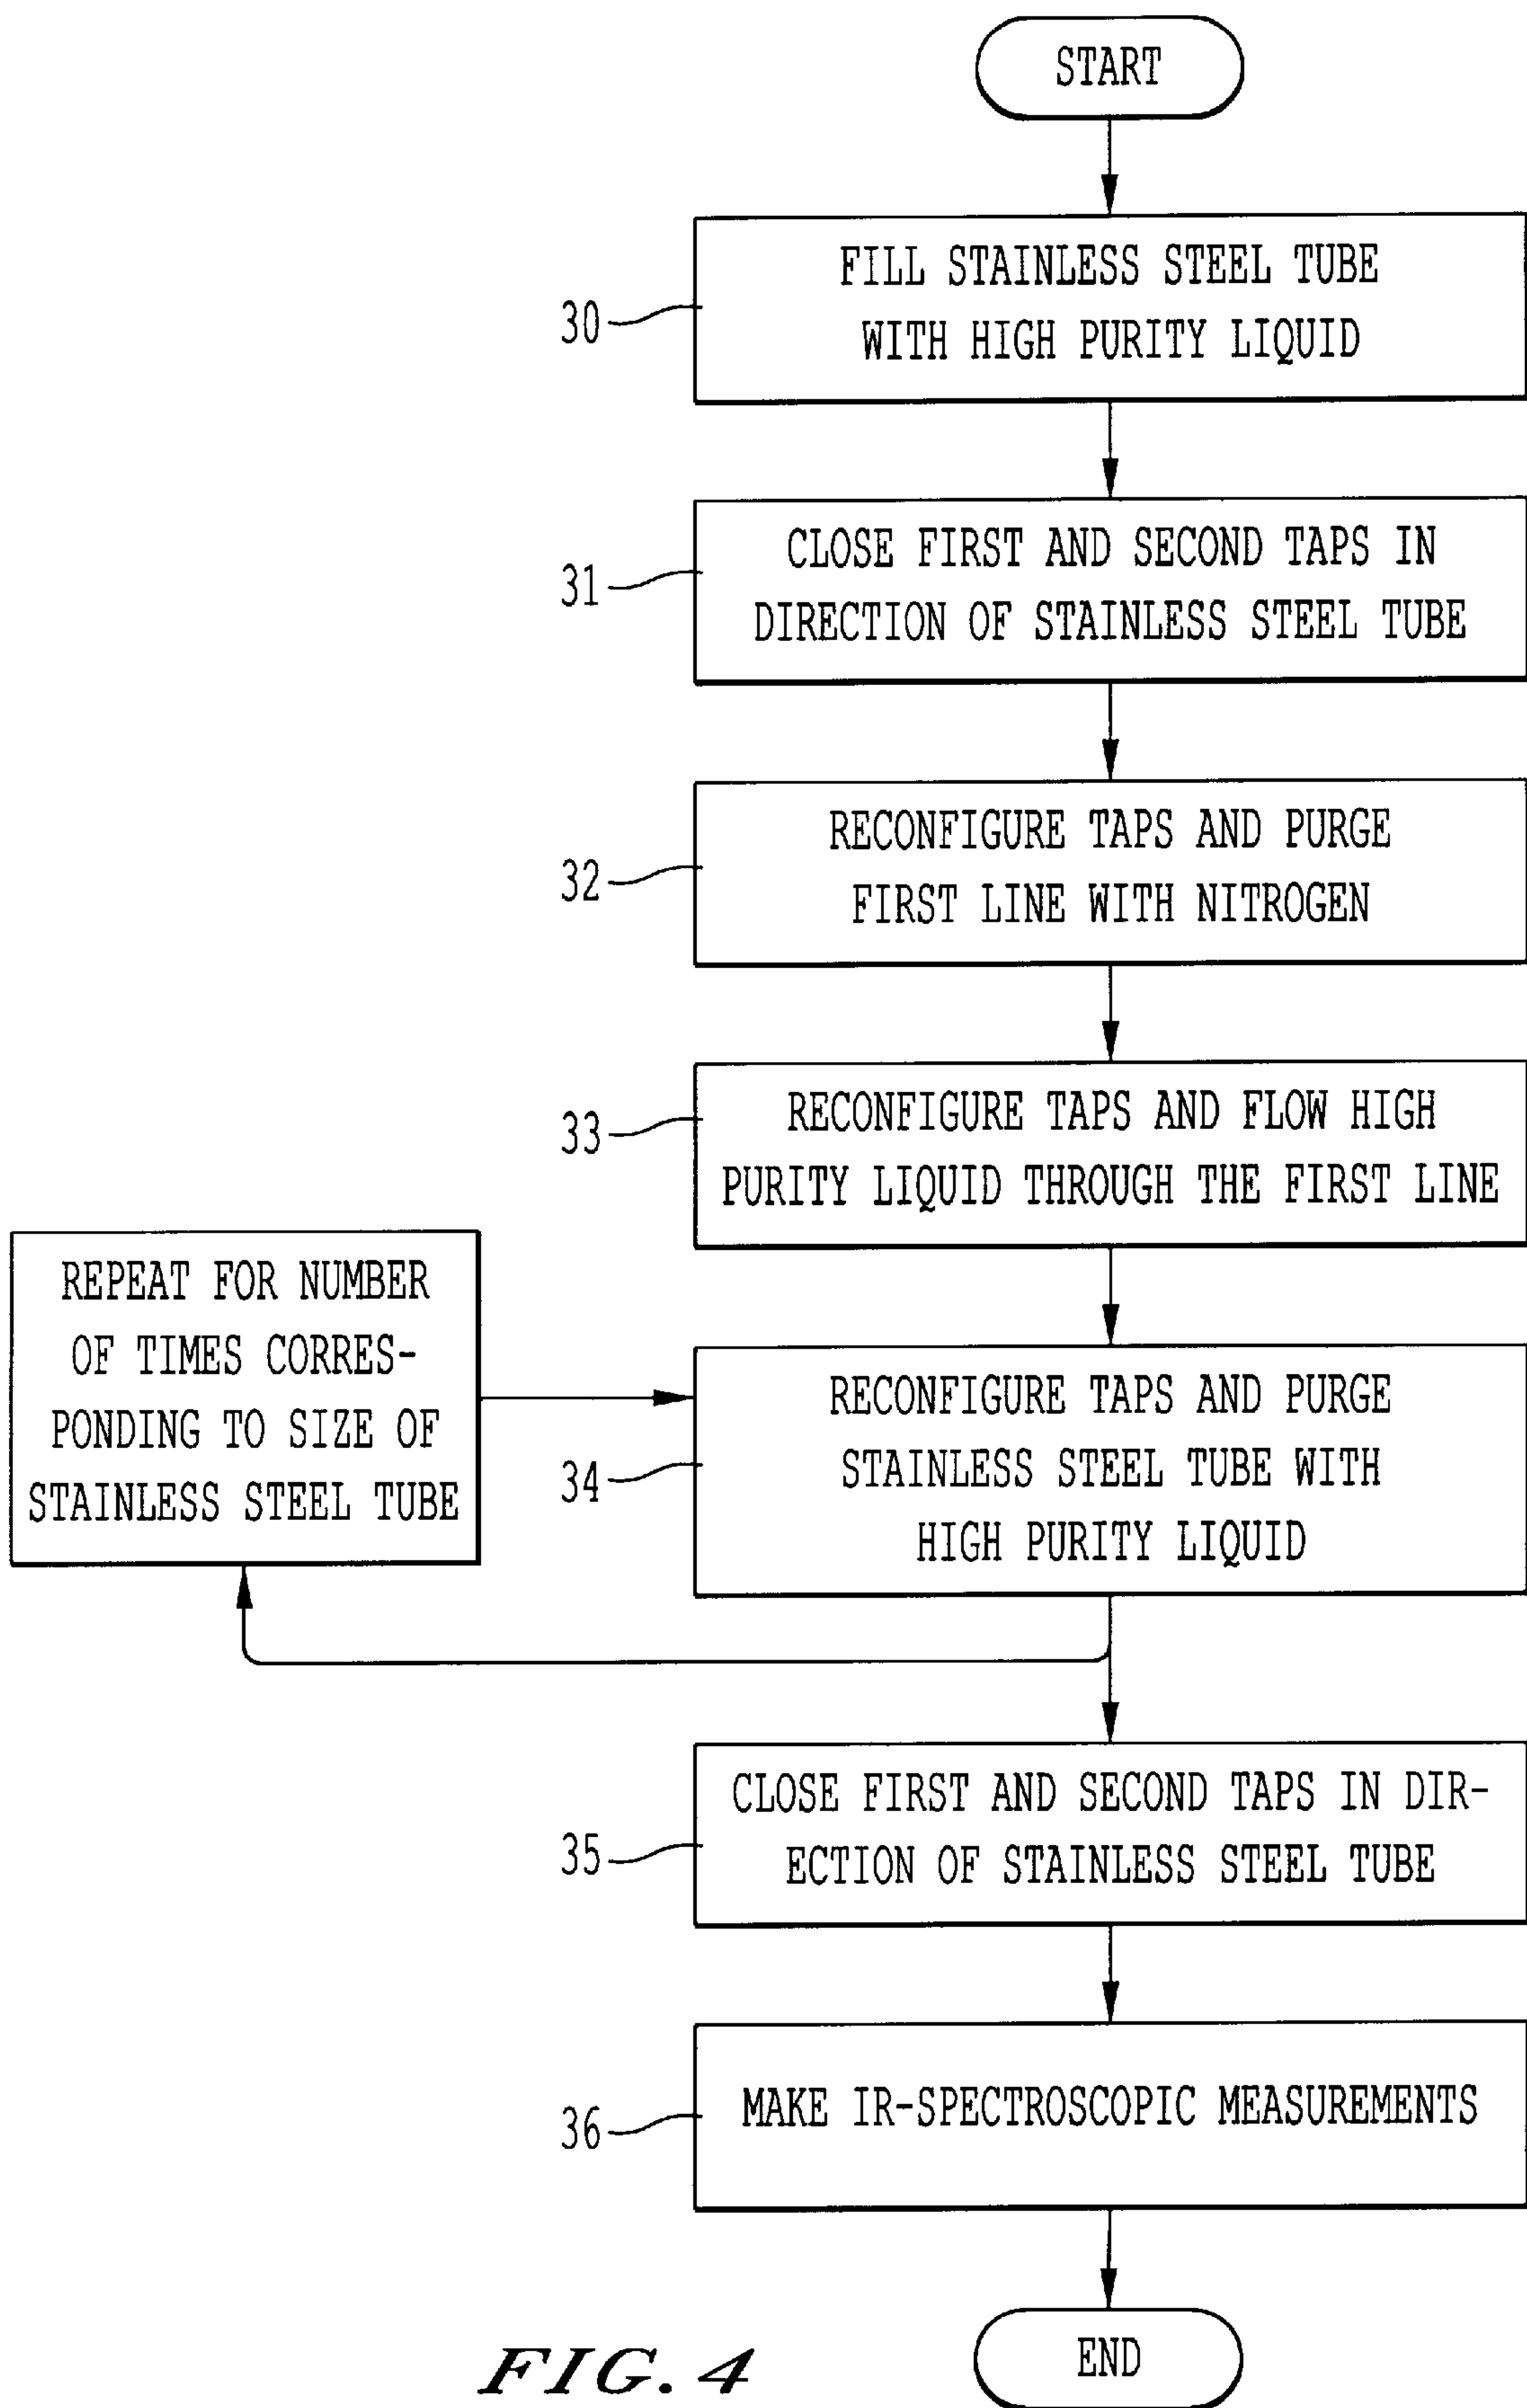 START
FILL STAINLESS STEEL TUBE
WITH HIGH PURITY LIQUID
30
CLOSE FIRST AND SECOND TAPS IN
DIRECTION OF STAINLESS STEEL TUBE
31
RECONFIGURE TAPS AND PURGE
FIRST LINE WITH NITROGEN
32
RECONFIGURE TAPS AND FLOW HIGH
PURITY LIQUID THROUGH THE FIRST LINE
33
REPEAT FOR NUMBER
OF TIMES CORRES-
PONDING TO SIZE OF
STAINLESS STEEL TUBE
RECONFIGURE TAPS AND PURGE
STAINLESS STEEL TUBE WITH
HIGH PURITY LIQUID
34
CLOSE FIRST AND SECOND TAPS IN DIR-
ECTION OF STAINLESS STEEL TUBE
35
MAKE IR-SPECTROSCOPIC MEASUREMENTS
36
END
FIG. 4